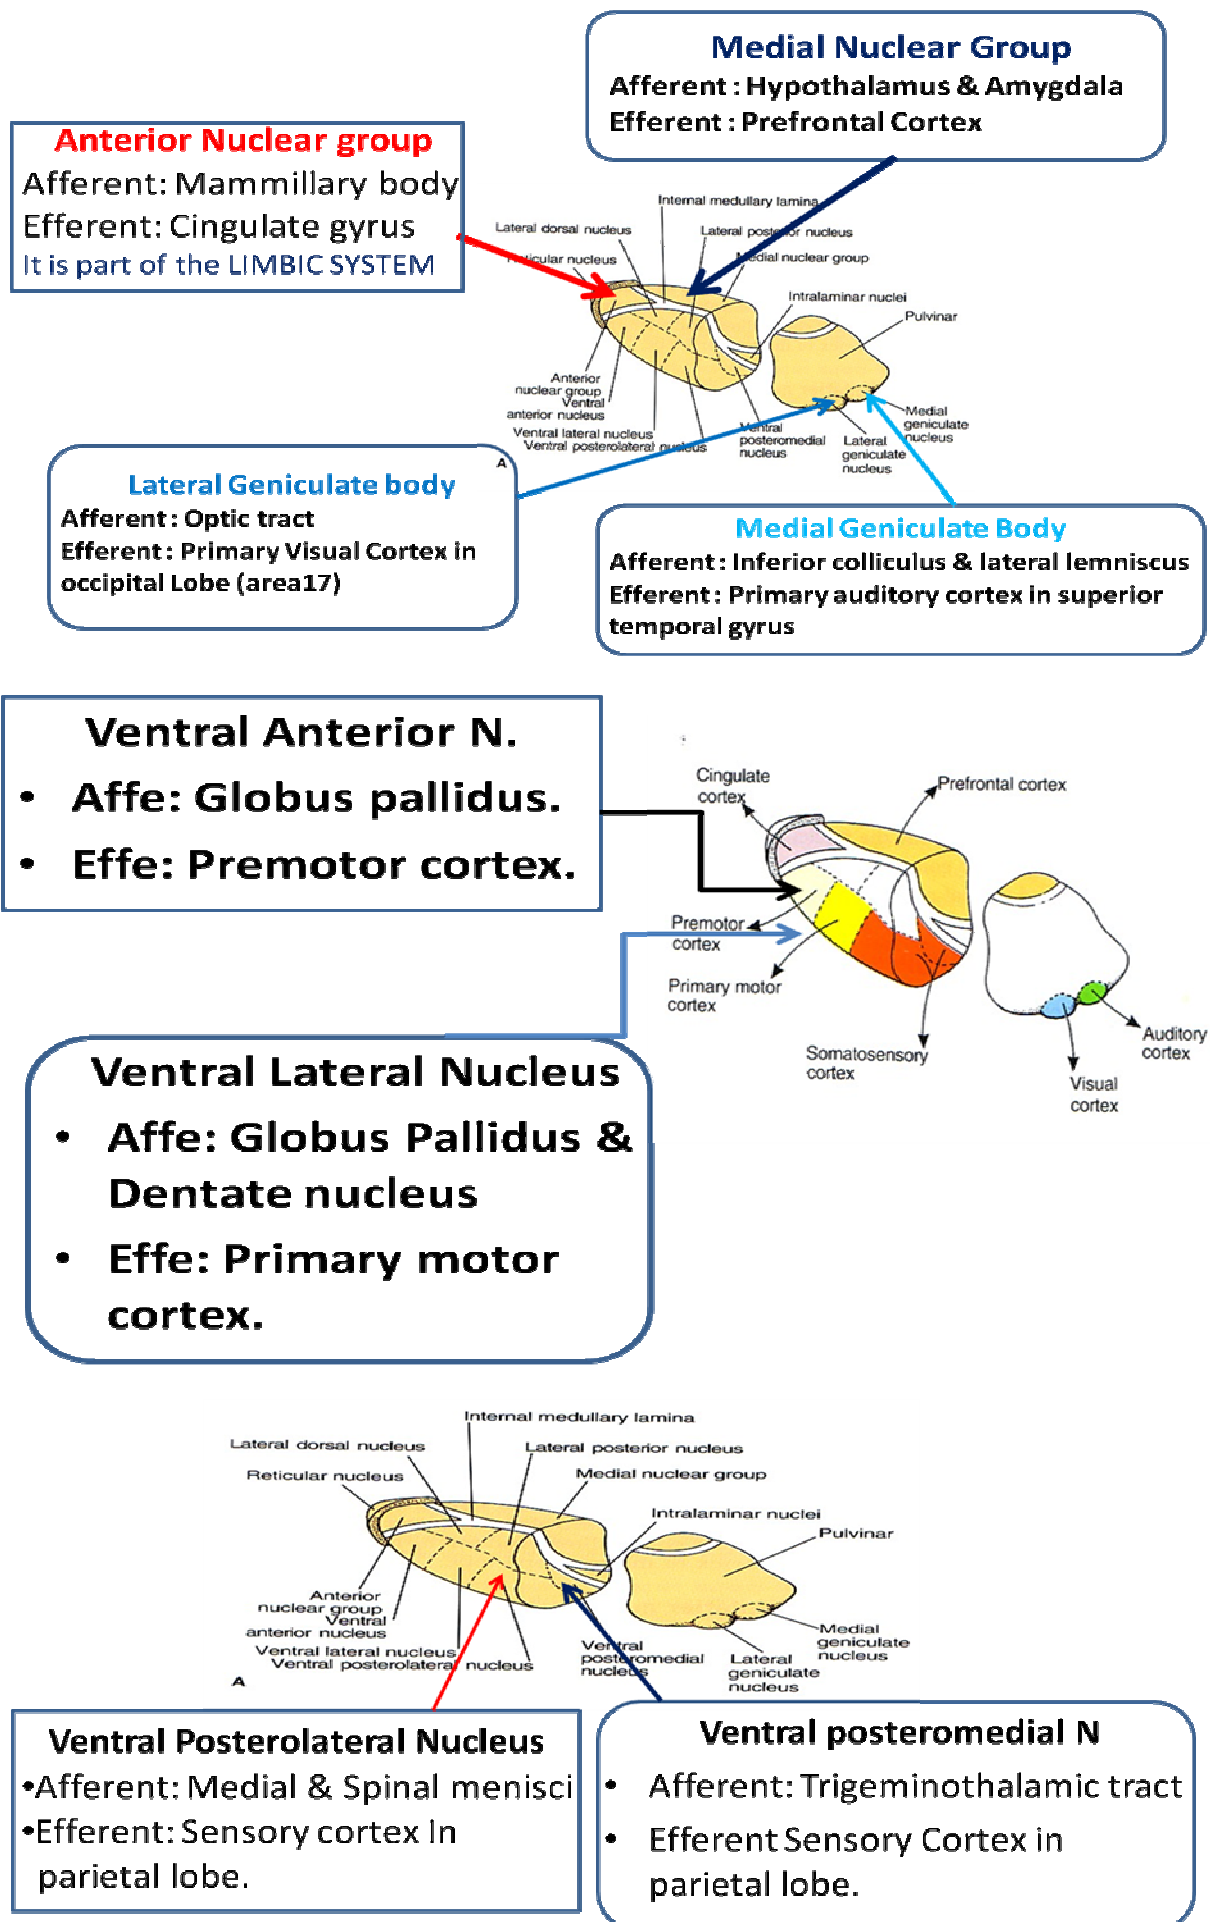 Medial Nuclear Group
Afferent : Hypothalamus & Amygdala
Efferent : Prefrontal Cortex
Anterior Nuclear group
Afferent: Mammillary body
Efferent: Cingulate gyrus
It is part of the LIMBIC SYSTEM
Internal medullary lamina
Lateral dorsal nucleus
Lateral posterior nucleus
Reticular nucleus
Medial nuclear group
Intralaminar nuclei
Pulvinar
Anterior
nuclear group
Ventral
anterior nucleus
Ventral lateral nucleus
Ventral posterolateral nucleus
Ventral
posteromedial
nucleus
Lateral
geniculate
nucleus
Medial
geniculate
nucleus
A
Lateral Geniculate body
Afferent : Optic tract
Efferent : Primary Visual Cortex in
occipital Lobe (area17)
Medial Geniculate Body
Afferent : Inferior colliculus & lateral lemniscus
Efferent : Primary auditory cortex in superior
temporal gyrus
Ventral Anterior N.
• Affe: Globus pallidus.
• Effe: Premotor cortex.
Cingulate
cortex
Prefrontal cortex
Premotor
cortex
Primary motor
cortex
Somatosensory
cortex
Auditory
cortex
Visual
cortex
Ventral Lateral Nucleus
• Affe: Globus Pallidus &
Dentate nucleus
• Effe: Primary motor
cortex.
Internal medullary lamina
Lateral dorsal nucleus
Lateral posterior nucleus
Reticular nucleus
Medial nuclear group
Intralaminar nuclei
Pulvinar
Anterior
nuclear group
Ventral
anterior nucleus
Ventral lateral nucleus
Ventral posterolateral nucleus
Ventral
posteromedial
nucleus
Lateral
geniculate
nucleus
Medial
geniculate
nucleus
A
Ventral Posterolateral Nucleus
•Afferent: Medial & Spinal menisci
•Efferent: Sensory cortex In
parietal lobe.
Ventral posteromedial N
• Afferent: Trigeminothalamic tract
• Efferent Sensory Cortex in
parietal lobe.